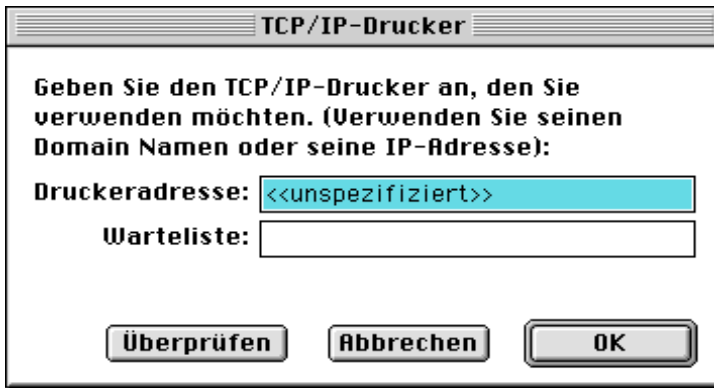 TCP/IP-Drucker
Geben Sie den TCP/IP-Drucker an, den Sie
verwenden möchten. (Verwenden Sie seinen
Domain Namen oder seine IP-Adresse):
Druckeradresse: <<unspezifiziert>>
Warteliste:
Überprüfen Abbrechen OK